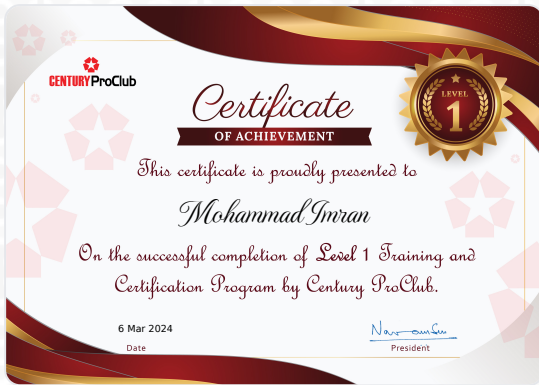 CENTURY ProClub
LEVEL
1
Certificate
OF ACHIEVEMENT
This certificate is proudly presented to
Mohammad Imran
On the successful completion of Level 1 Training and
Certification Program by Century ProClub.
6 Mar 2024
Date
President